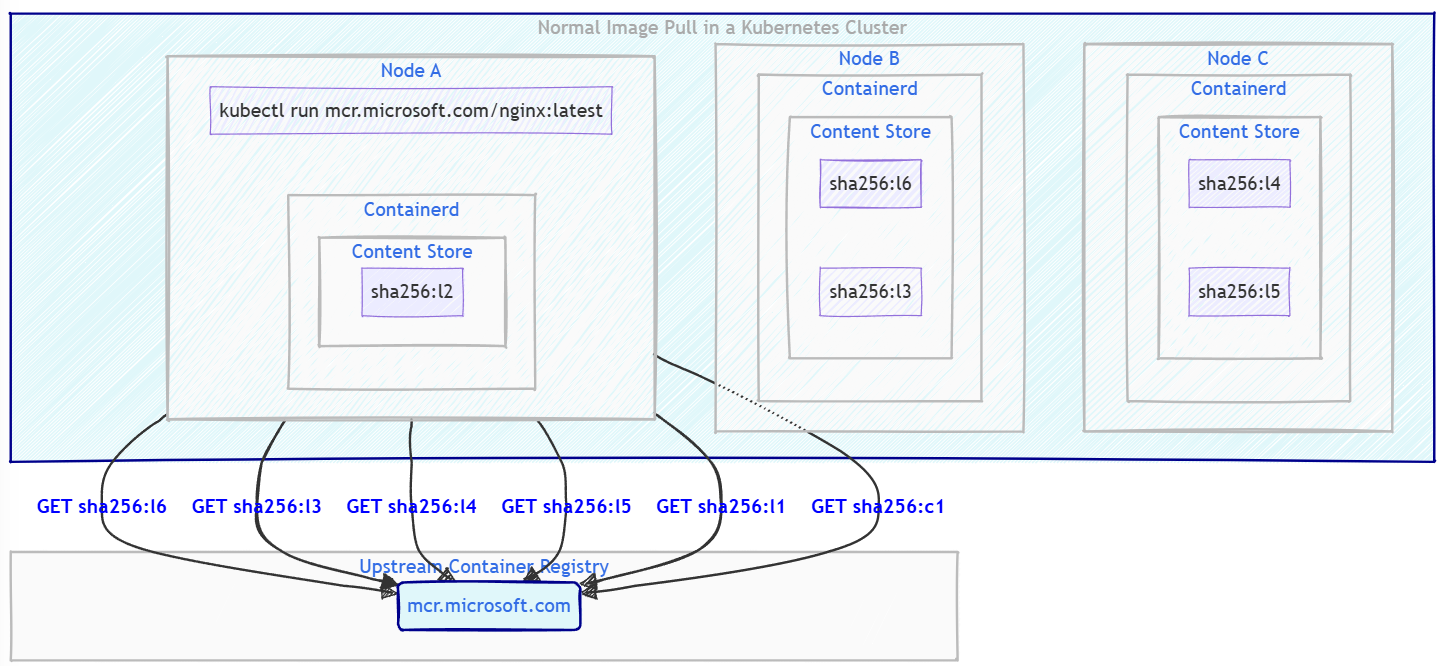 Normal Image Pull in a Kubernetes Cluster
Node A
kubectl run mcr.microsoft.com/nginx:latest
Containerd
Content Store
sha256:l2
Node B
Containerd
Content Store
sha256:l6
sha256:l3
Node C
Containerd
Content Store
sha256:l4
sha256:l5
GET sha256:l6
GET sha256:l3
GET sha256:l4
GET sha256:l5
GET sha256:l1
GET sha256:c1
Upstream Container Registry
mcr.microsoft.com